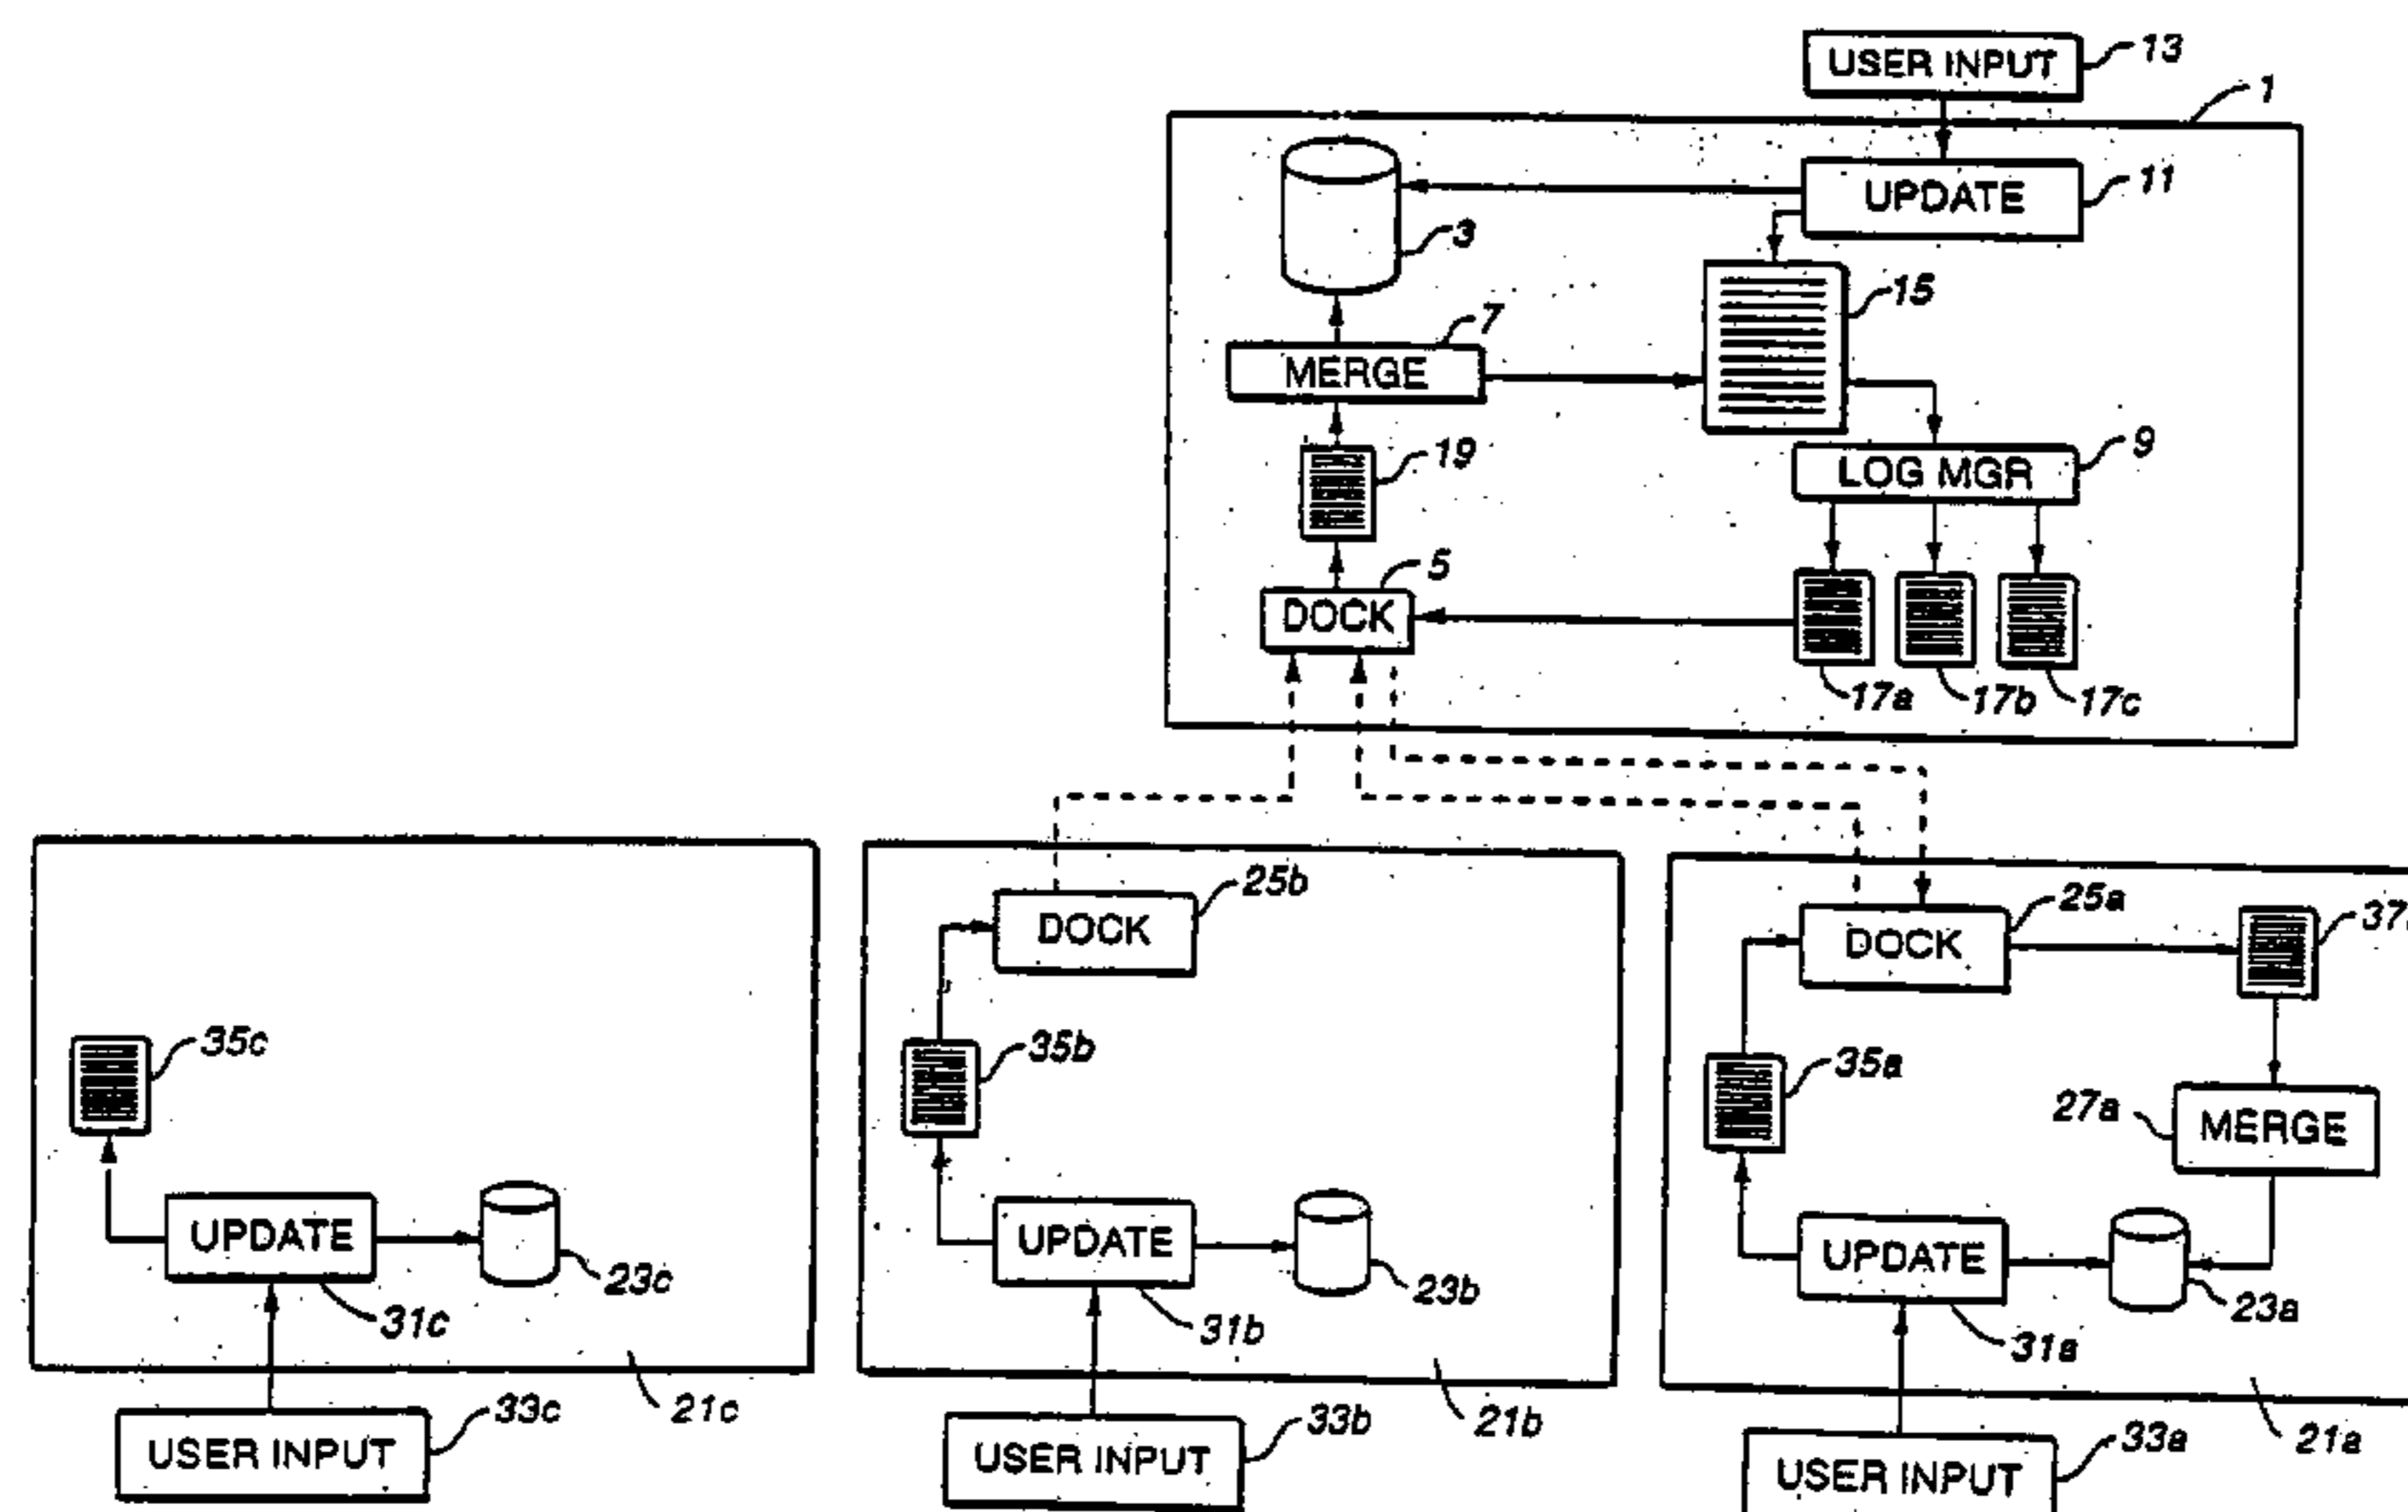 USER INPUT 13
1
UPDATE 11
3
15
7
MERGE
19
9
LOG MGR
5
DOCK
17a 17b 17c
25b
DOCK
25a
DOCK
37
35c
35b
35a
27a
MERGE
UPDATE
23c
31c
UPDATE
23b
31b
UPDATE
23a
31a
33c
21c
USER INPUT
33b
21b
USER INPUT
33a
21a
USER INPUT